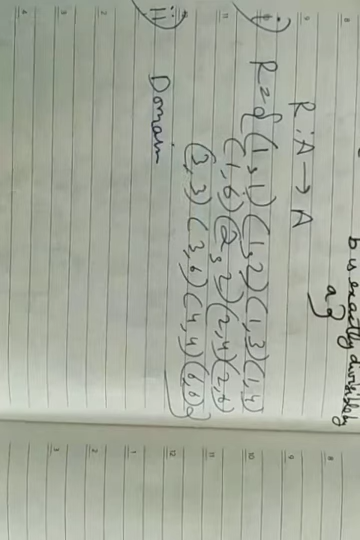 b is exactly divisible by
a}
R : A → A
i) R = { (1,1) (1,2) (1,3) (1,4)
(1,6) (2,2) (2,4) (2,6)
(3,3) (3,6) (4,4) (6,6) }
ii) Domain